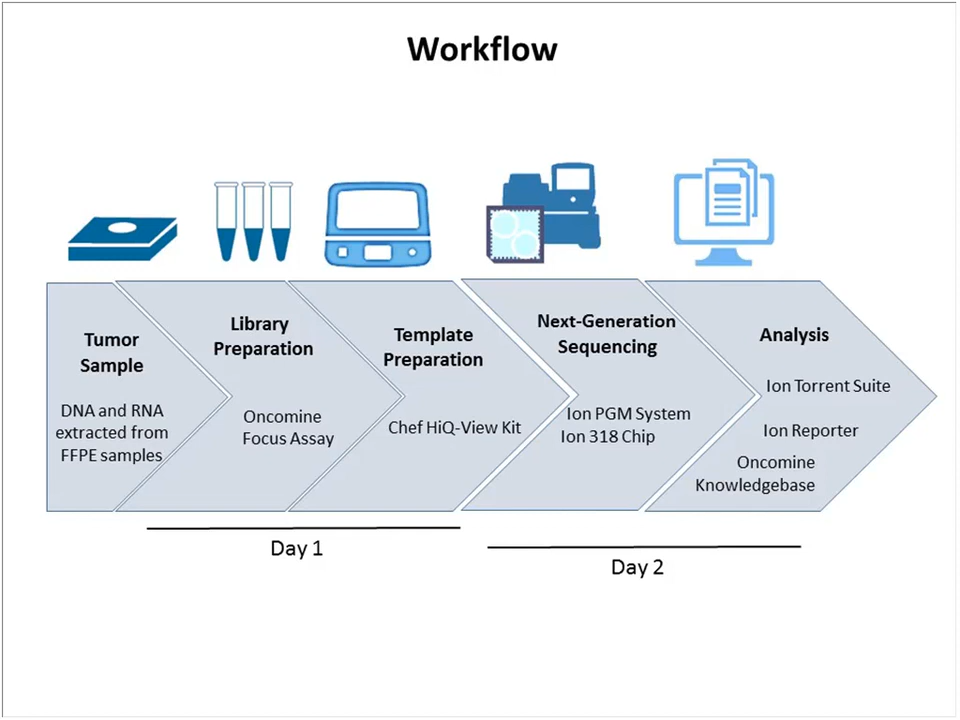 Workflow
Tumor
Sample
DNA and RNA
extracted from
FFPE samples
Library
Preparation
Oncomine
Focus Assay
Template
Preparation
Chef HiQ-View Kit
Next-Generation
Sequencing
Ion PGM System
Ion 318 Chip
Analysis
Ion Torrent Suite
Ion Reporter
Oncomine
Knowledgebase
Day 1
Day 2